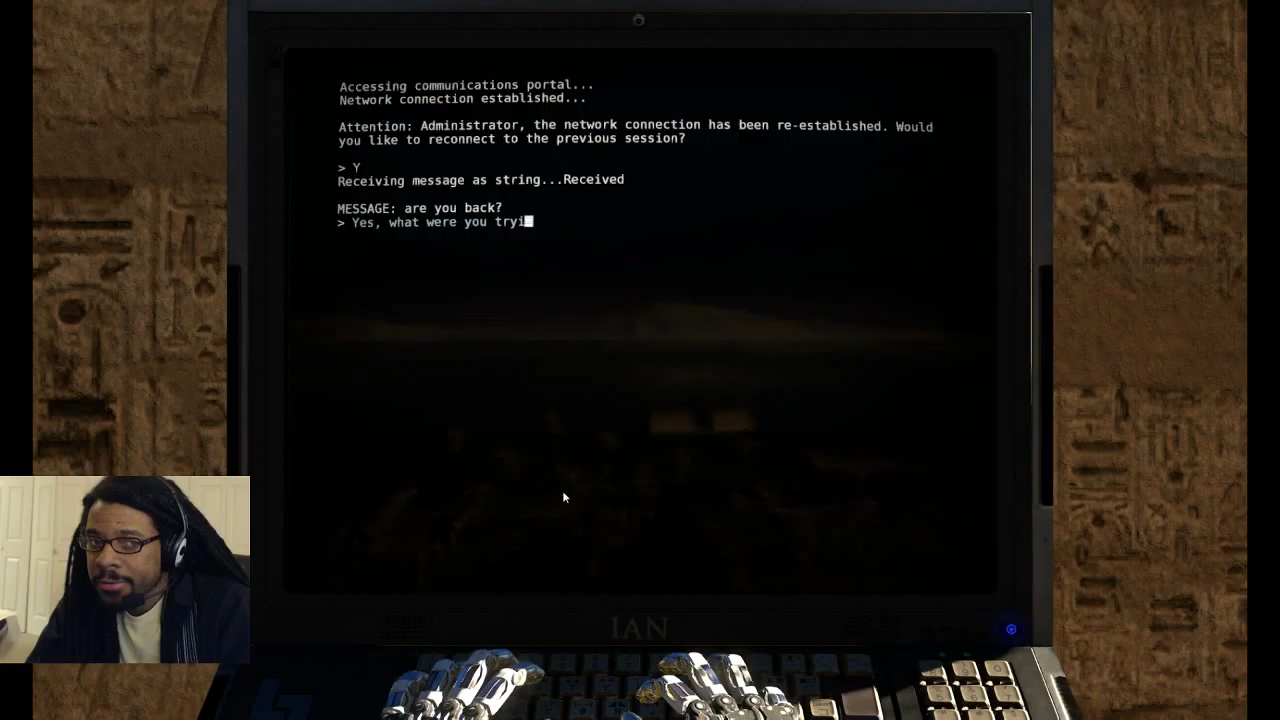 Accessing communications portal...
Network connection established...
Attention: Administrator, the network connection has been re-established. Would
you like to reconnect to the previous session?
> Y
Receiving message as string...Received
MESSAGE: are you back?
> Yes, what were you tryi
IAN